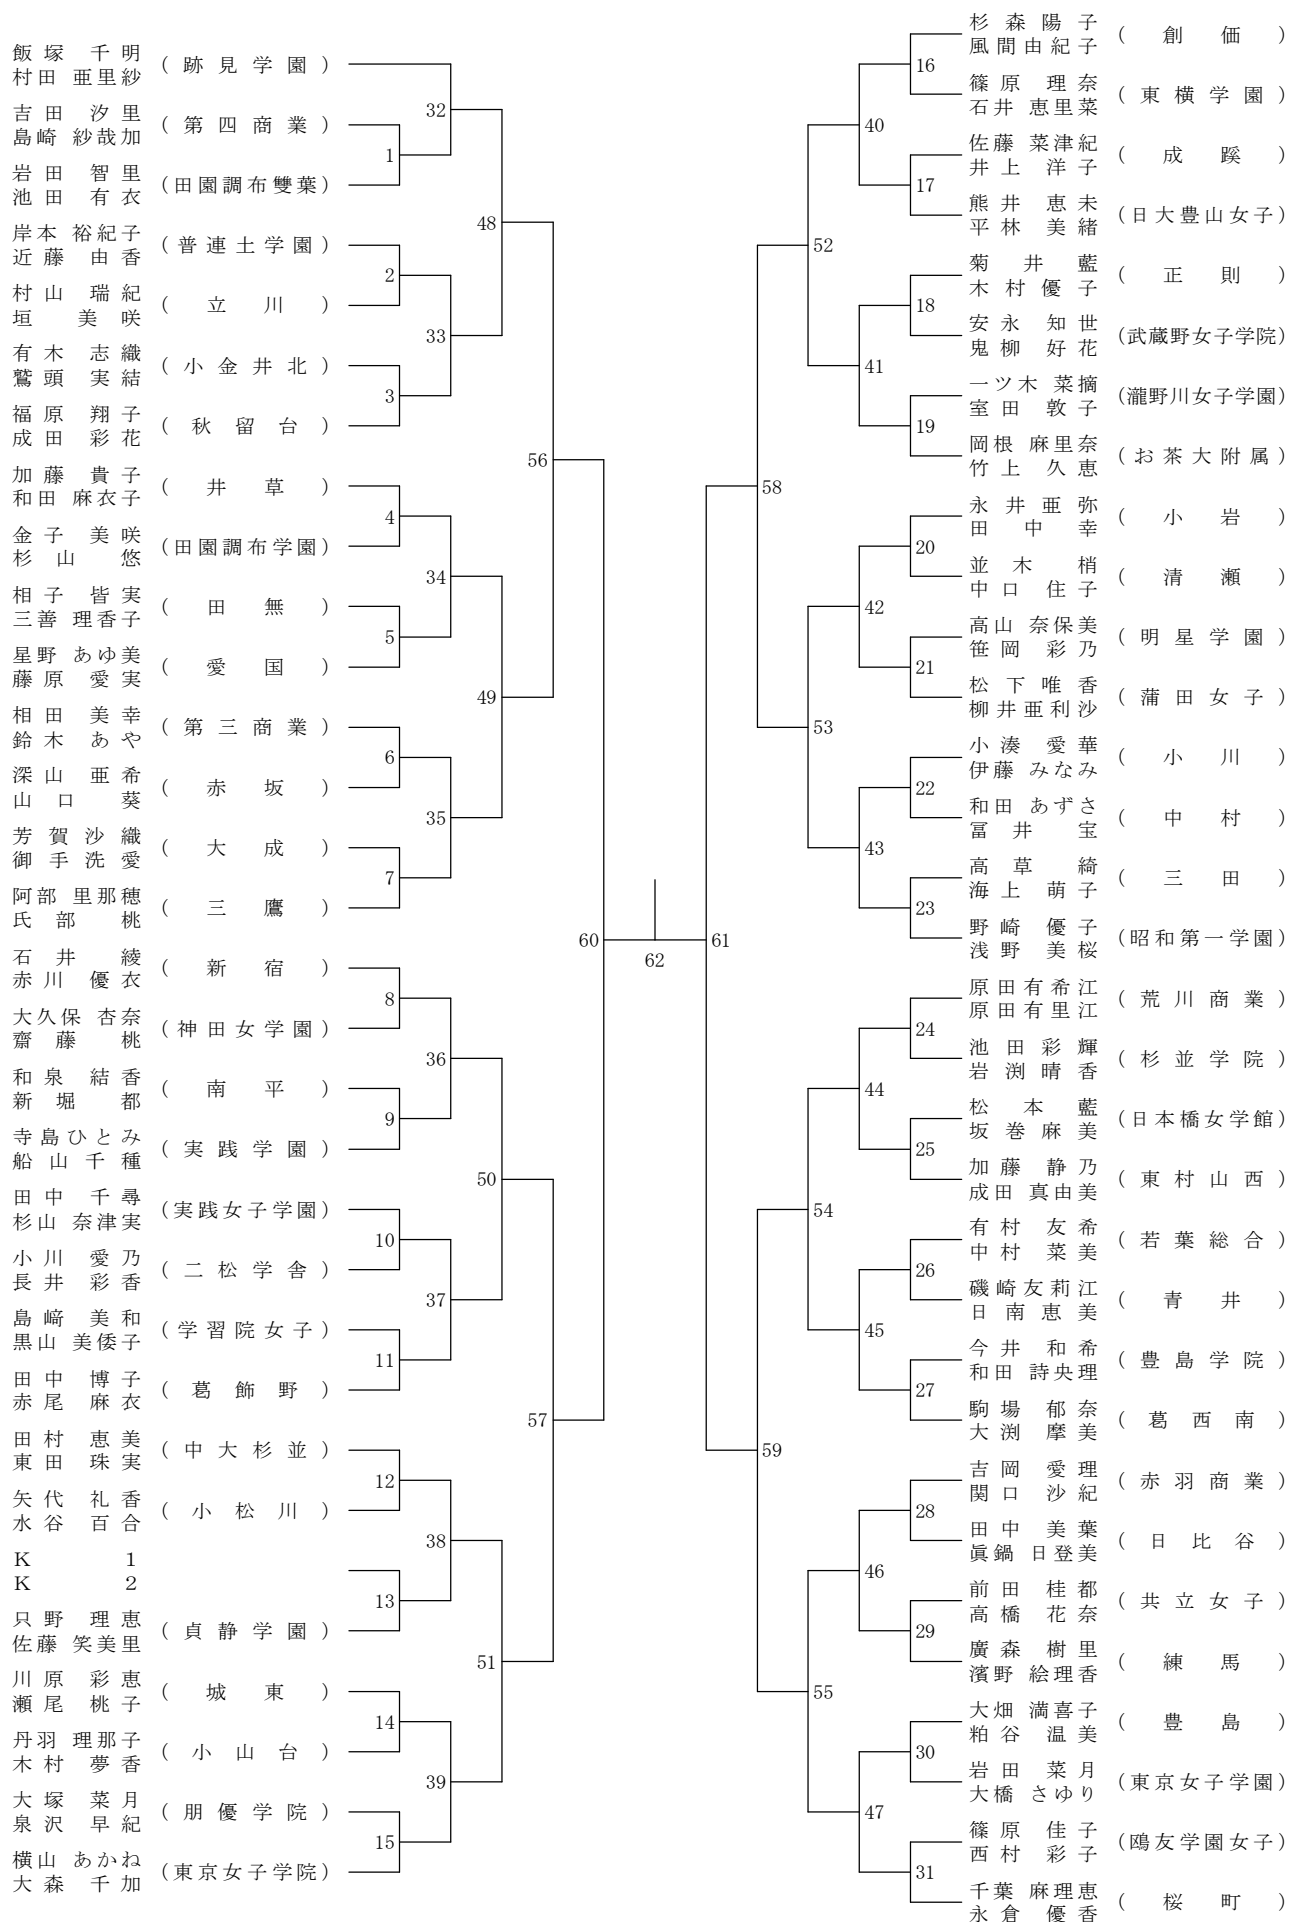 飯塚 千明
村田 亜里紗
(跡見学園)
吉田 汐里
島崎 紗哉加
(第四商業)
岩田 智里
池田 有衣
(田園調布雙葉)
岸本 裕紀子
近藤 由香
(普連土学園)
村山 瑞紀
垣 美咲
(立川)
有木 志織
鷲頭 実結
(小金井北)
福原 翔子
成田 彩花
(秋留台)
加藤 貴子
和田 麻衣子
(井草)
金子 美咲
杉山 悠
(田園調布学園)
相子 皆実
三善 理香子
(田無)
星野 あゆ美
藤原 愛実
(愛国)
相田 美幸
鈴木 あや
(第三商業)
深山 亜希
山口 葵
(赤坂)
芳賀沙織
御手洗愛
(大成)
阿部 里那穂
氏部 桃
(三鷹)
石井 綾
赤川 優衣
(新宿)
大久保 杏奈
齋藤 桃
(神田女学園)
和泉 結香
新堀 都
(南平)
寺島ひとみ
船山千種
(実践学園)
田中 千尋
杉山 奈津実
(実践女子学園)
小川 愛乃
長井 彩香
(二松学舎)
島﨑 美和
黒山 美倭子
(学習院女子)
田中 博子
赤尾 麻衣
(葛飾野)
田村 恵美
東田 珠実
(中大杉並)
矢代 礼香
水谷 百合
(小松川)
K 1
K 2
只野 理恵
佐藤 笑美里
(貞静学園)
川原 彩恵
瀬尾 桃子
(城東)
丹羽 理那子
木村 夢香
(小山台)
大塚 菜月
泉沢 早紀
(朋優学院)
横山 あかね
大森 千加
(東京女子学院)
1
2
3
4
5
6
7
8
9
10
11
12
13
14
15
32
33
34
35
36
37
38
39
48
49
50
51
56
57
60
62
61
58
59
52
53
54
55
40
41
42
43
44
45
46
47
16
17
18
19
20
21
22
23
24
25
26
27
28
29
30
31
杉森陽子
風間由紀子
(創価)
篠原 理奈
石井 恵里菜
(東横学園)
佐藤 菜津紀
井上 洋子
(成蹊)
熊井 恵未
平林 美緒
(日大豊山女子)
菊井 藍
木村優子
(正則)
安永 知世
鬼柳 好花
(武蔵野女子学院)
一ツ木 菜摘
室田 敦子
(瀧野川女子学園)
岡根 麻里奈
竹上 久恵
(お茶大附属)
永井亜弥
田中幸
(小岩)
並木 梢
中口 住子
(清瀬)
高山 奈保美
笹岡 彩乃
(明星学園)
松下唯香
柳井亜利沙
(蒲田女子)
小湊 愛華
伊藤 みなみ
(小川)
和田 あずさ
冨井 宝
(中村)
高草 綺
海上 萌子
(三田)
野崎 優子
浅野 美桜
(昭和第一学園)
原田有希江
原田有里江
(荒川商業)
池田彩輝
岩渕晴香
(杉並学院)
松本 藍
坂巻麻美
(日本橋女学館)
加藤 静乃
成田 真由美
(東村山西)
有村 友希
中村 菜美
(若葉総合)
磯崎友莉江
日南恵美
(青井)
今井 和希
和田 詩央理
(豊島学院)
駒場 郁奈
大渕 摩美
(葛西南)
吉岡 愛理
関口 沙紀
(赤羽商業)
田中 美葉
眞鍋 日登美
(日比谷)
前田 桂都
高橋 花奈
(共立女子)
廣森 樹里
濱野 絵理香
(練馬)
大畑 満喜子
粕谷 温美
(豊島)
岩田 菜月
大橋 さゆり
(東京女子学園)
篠原 佳子
西村 彩子
(鴎友学園女子)
千葉 麻理恵
永倉 優香
(桜町)